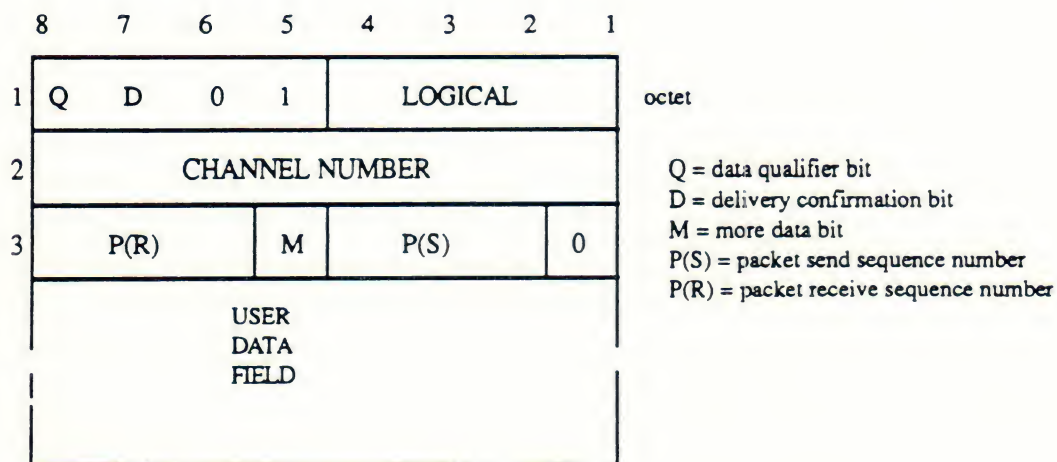 8 7 6 5 4 3 2 1
1 Q D 0 1 LOGICAL octet
2 CHANNEL NUMBER
3 P(R) M P(S) 0
USER
DATA
FIELD
Q = data qualifier bit
D = delivery confirmation bit
M = more data bit
P(S) = packet send sequence number
P(R) = packet receive sequence number